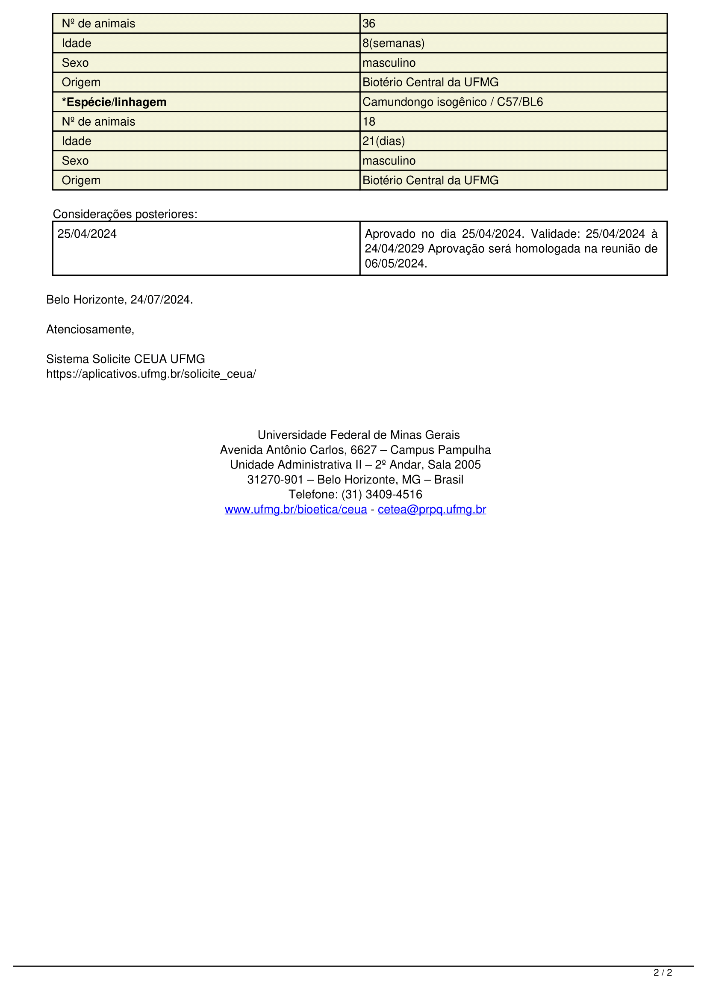 Nº de animais 36
Idade 8(semanas)
Sexo masculino
Origem Biotério Central da UFMG
*Espécie/linhagem Camundongo isogênico / C57/BL6
Nº de animais 18
Idade 21(dias)
Sexo masculino
Origem Biotério Central da UFMG
Considerações posteriores:
25/04/2024 Aprovado no dia 25/04/2024. Validade: 25/04/2024 à
24/04/2029 Aprovação será homologada na reunião de
06/05/2024.
Belo Horizonte, 24/07/2024.
Atenciosamente,
Sistema Solicite CEUA UFMG
https://aplicativos.ufmg.br/solicite_ceua/
Universidade Federal de Minas Gerais
Avenida Antônio Carlos, 6627 – Campus Pampulha
Unidade Administrativa II – 2º Andar, Sala 2005
31270-901 – Belo Horizonte, MG – Brasil
Telefone: (31) 3409-4516
www.ufmg.br/bioetica/ceua - cetea@prpq.ufmg.br
2 / 2